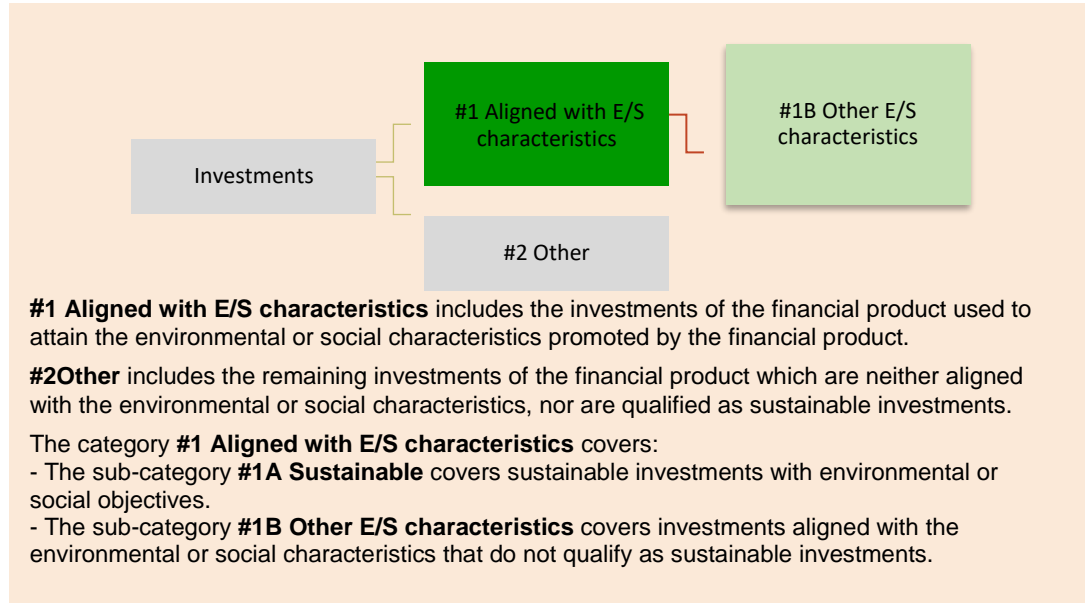 #1 Aligned with E/S
characteristics
#1B Other E/S
characteristics
Investments
#2 Other
#1 Aligned with E/S characteristics includes the investments of the financial product used to
attain the environmental or social characteristics promoted by the financial product.
#2Other includes the remaining investments of the financial product which are neither aligned
with the environmental or social characteristics, nor are qualified as sustainable investments.
The category #1 Aligned with E/S characteristics covers:
- The sub-category #1A Sustainable covers sustainable investments with environmental or
social objectives.
- The sub-category #1B Other E/S characteristics covers investments aligned with the
environmental or social characteristics that do not qualify as sustainable investments.